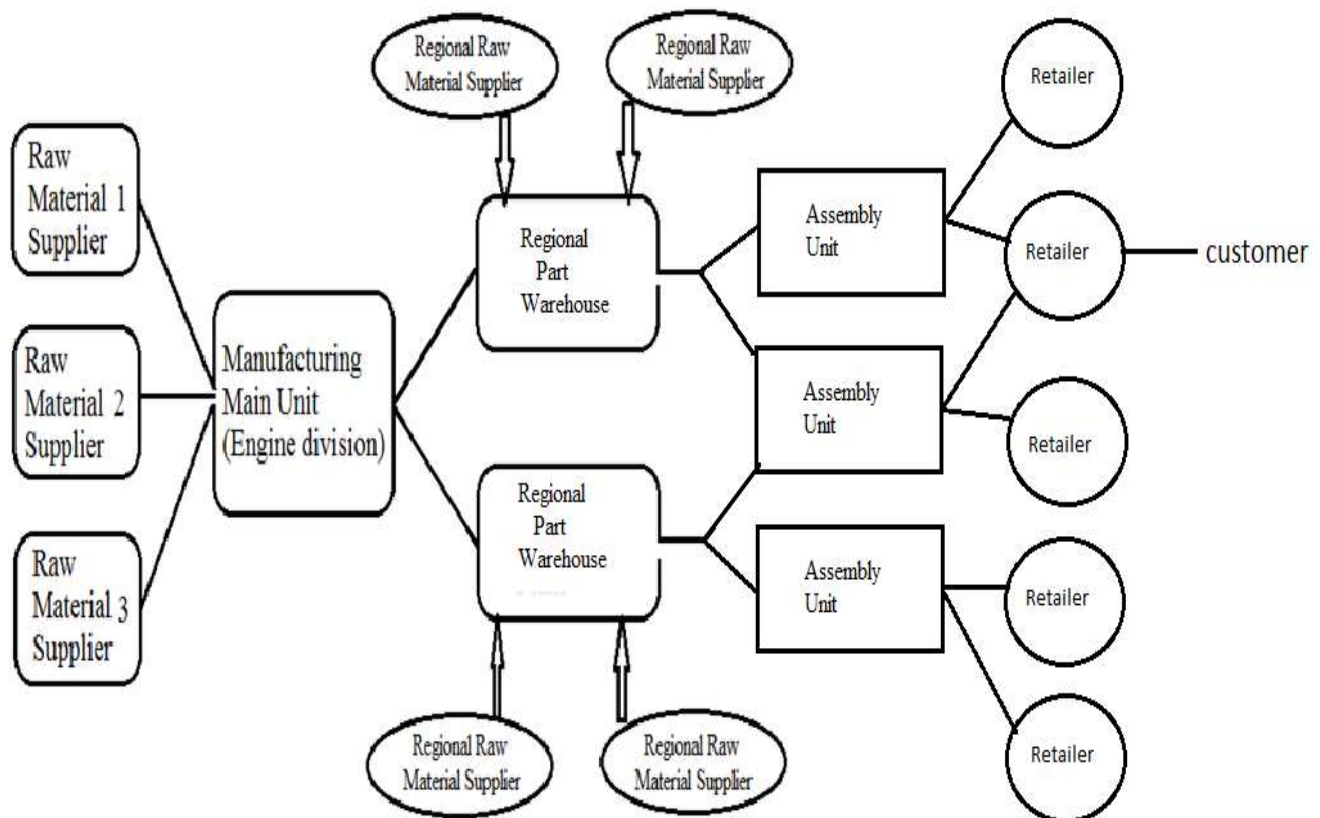 Regional Raw
Material Supplier
Regional Raw
Material Supplier
Retailer
Raw
Material 1
Supplier
Regional
Part
Warehouse
Assembly
Unit
Retailer
customer
Raw
Material 2
Supplier
Manufacturing
Main Unit
(Engine division)
Assembly
Unit
Retailer
Regional
Part
Warehouse
Raw
Material 3
Supplier
Assembly
Unit
Retailer
Regional Raw
Material Supplier
Regional Raw
Material Supplier
Retailer